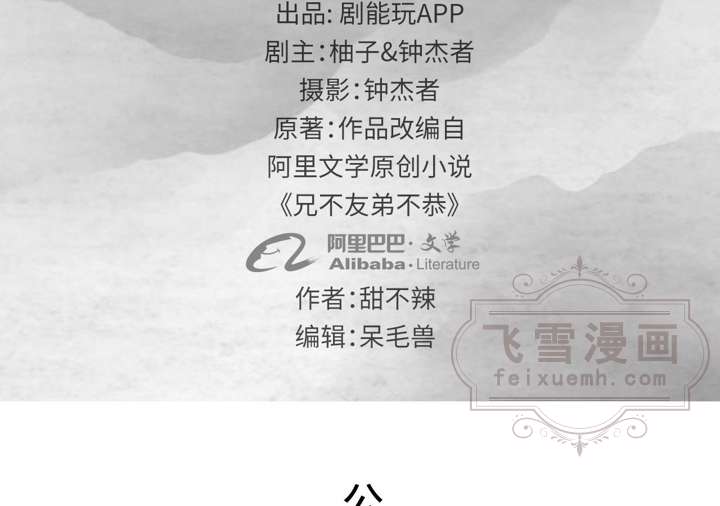 出品: 剧能玩APP
剧主:柚子&钟杰者
摄影:钟杰者
原著:作品改编自
阿里文学原创小说
《兄不友弟不恭》
阿里巴巴·文学
Alibaba·Literature
作者:甜不辣
编辑:呆毛兽
飞雪漫画
feixuemh.com